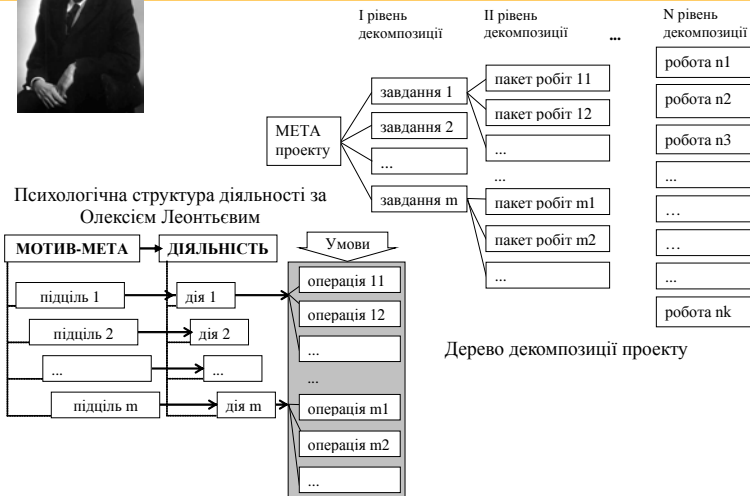 І рівень
декомпозиції
ІІ рівень
декомпозиції
...
N рівень
декомпозиції
МЕТА
проекту
завдання 1
завдання 2
...
завдання m
пакет робіт 11
пакет робіт 12
...
...
пакет робіт m1
пакет робіт m2
...
робота n1
робота n2
робота n3
...
…
…
...
робота nk
Дерево декомпозиції проекту
Психологічна структура діяльності за
Олексієм Леонтьєвим
МОТИВ-МЕТА
ДІЯЛЬНІСТЬ
Умови
підціль 1
дія 1
підціль 2
дія 2
...
...
підціль m
дія m
операція 11
операція 12
...
...
операція m1
операція m2
...